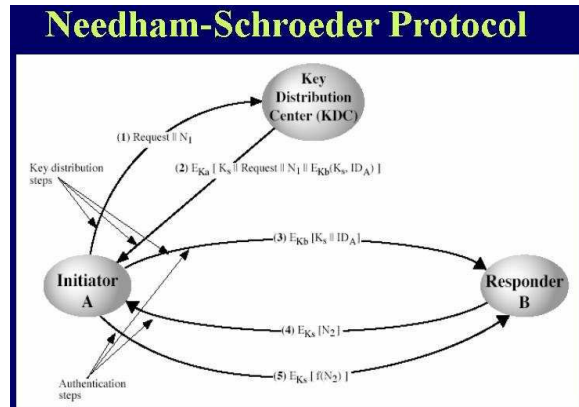 Needham-Schroeder Protocol
Key
Distribution
Center (KDC)
(1) Request || N1
(2) EKa [ Ks || Request || N1 || EKb(Ks, IDA) ]
Key distribution
steps
(3) EKb [Ks || IDA]
Initiator
A
Responder
B
(4) EKs [N2]
(5) EKs [ f(N2) ]
Authentication
steps